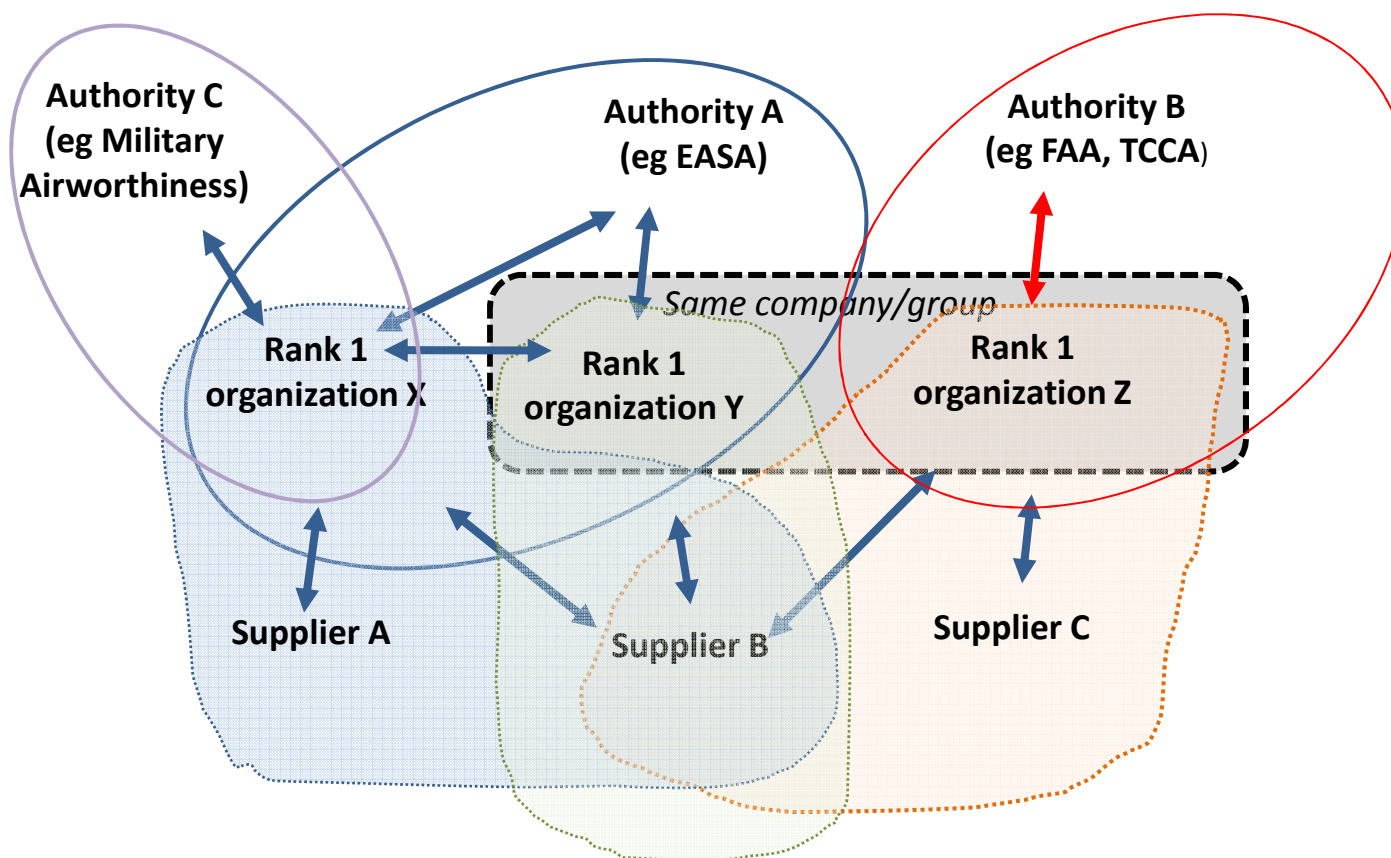 Authority C
(eg Military
Airworthiness)
Authority A
(eg EASA)
Authority B
(eg FAA, TCCA)
Same company/group
Rank 1
organization X
Rank 1
organization Y
Rank 1
organization Z
Supplier A
Supplier B
Supplier C